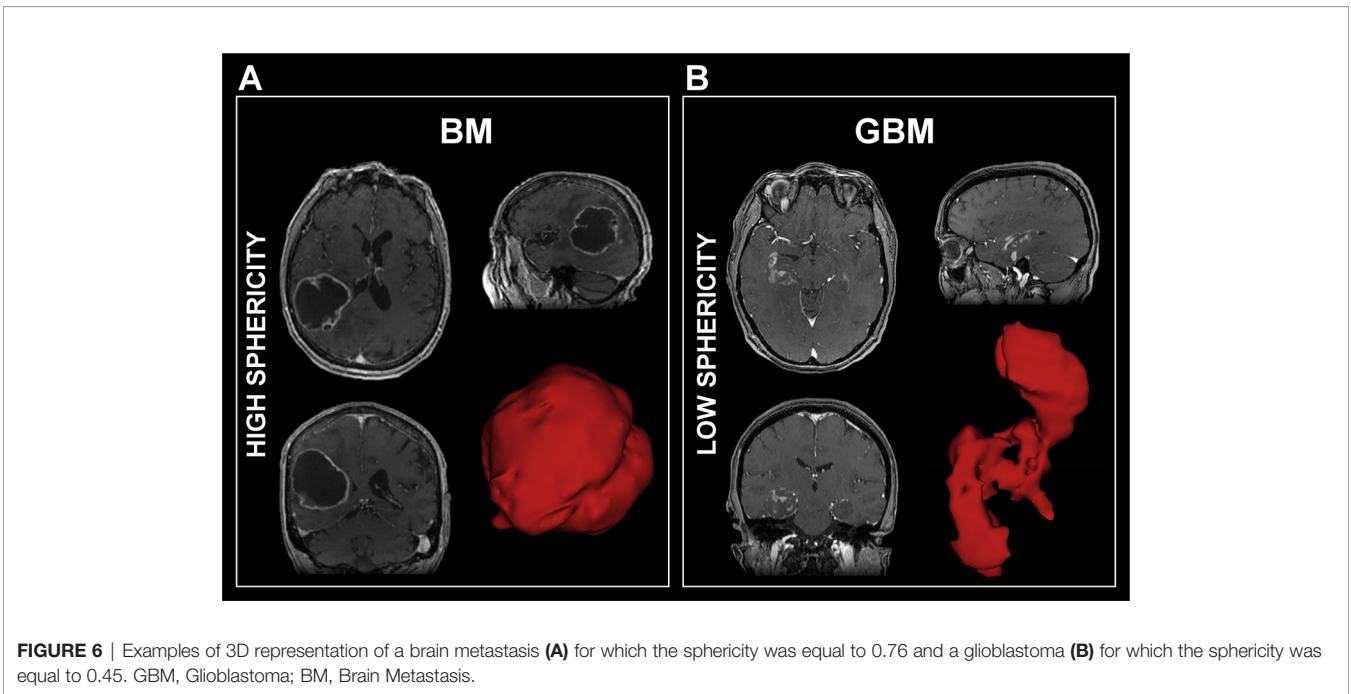 A
BM
HIGH SPHERICITY
B
GBM
LOW SPHERICITY
FIGURE 6 | Examples of 3D representation of a brain metastasis (A) for which the sphericity was equal to 0.76 and a glioblastoma (B) for which the sphericity was
equal to 0.45. GBM, Glioblastoma; BM, Brain Metastasis.